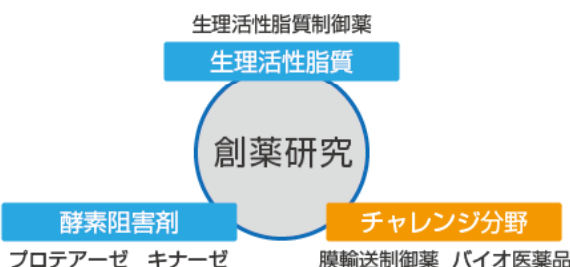 生理活性脂質制御薬
生理活性脂質
創薬研究
酵素阻害剤
チャレンジ分野
プロテアーゼ キナーゼ
膜輸送制御薬 バイオ医薬品